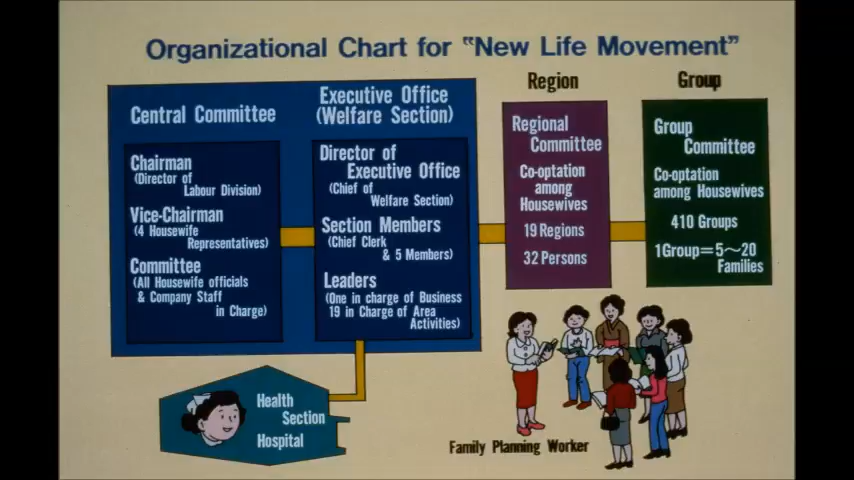 Organizational Chart for "New Life Movement"
Central Committee
Chairman
(Director of
Labour Division)
Vice-Chairman
(4 Housewife
Representatives)
Committee
(All Housewife officials
& Company Staff
in Charge)
Executive Office
(Welfare Section)
Director of
Executive Office
(Chief of
Welfare Section)
Section Members
(Chief Clerk
& 5 Members)
Leaders
(One in charge of Business
19 in Charge of Area
Activities)
Region
Regional
Committee
Co-optation
among
Housewives
19 Regions
32 Persons
Group
Group
Committee
Co-optation
among Housewives
410 Groups
1Group=5〜20
Families
Health
Section
Hospital
Family Planning Worker